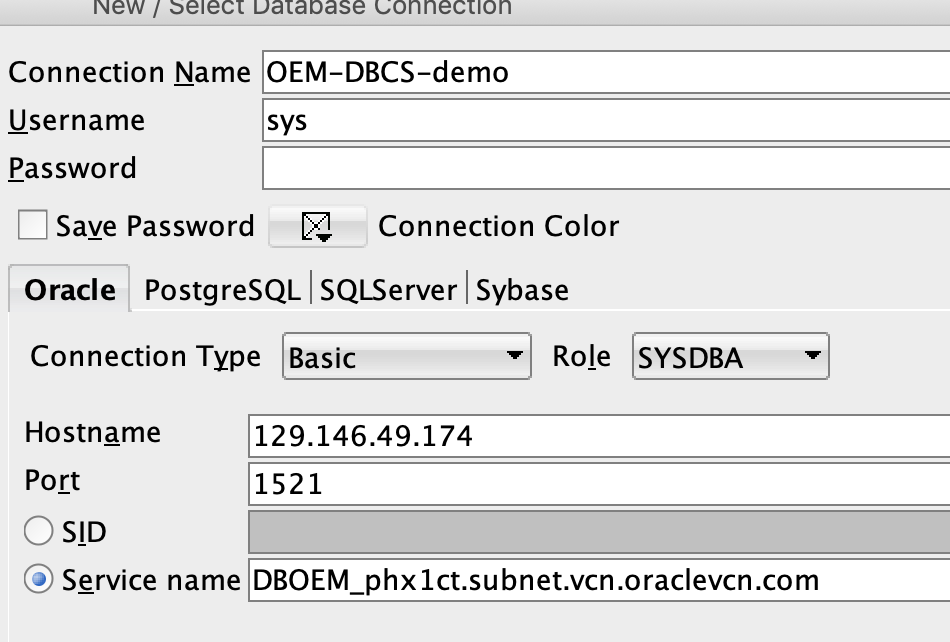 New / Select Database Connection
Connection Name OEM-DBCS-demo
Username sys
Password
Save Password Connection Color
Oracle PostgreSQL SQLServer Sybase
Connection Type Basic Role SYSDBA
Hostname 129.146.49.174
Port 1521
SID
Service name DBOEM_phx1ct.subnet.vcn.oraclevcn.com